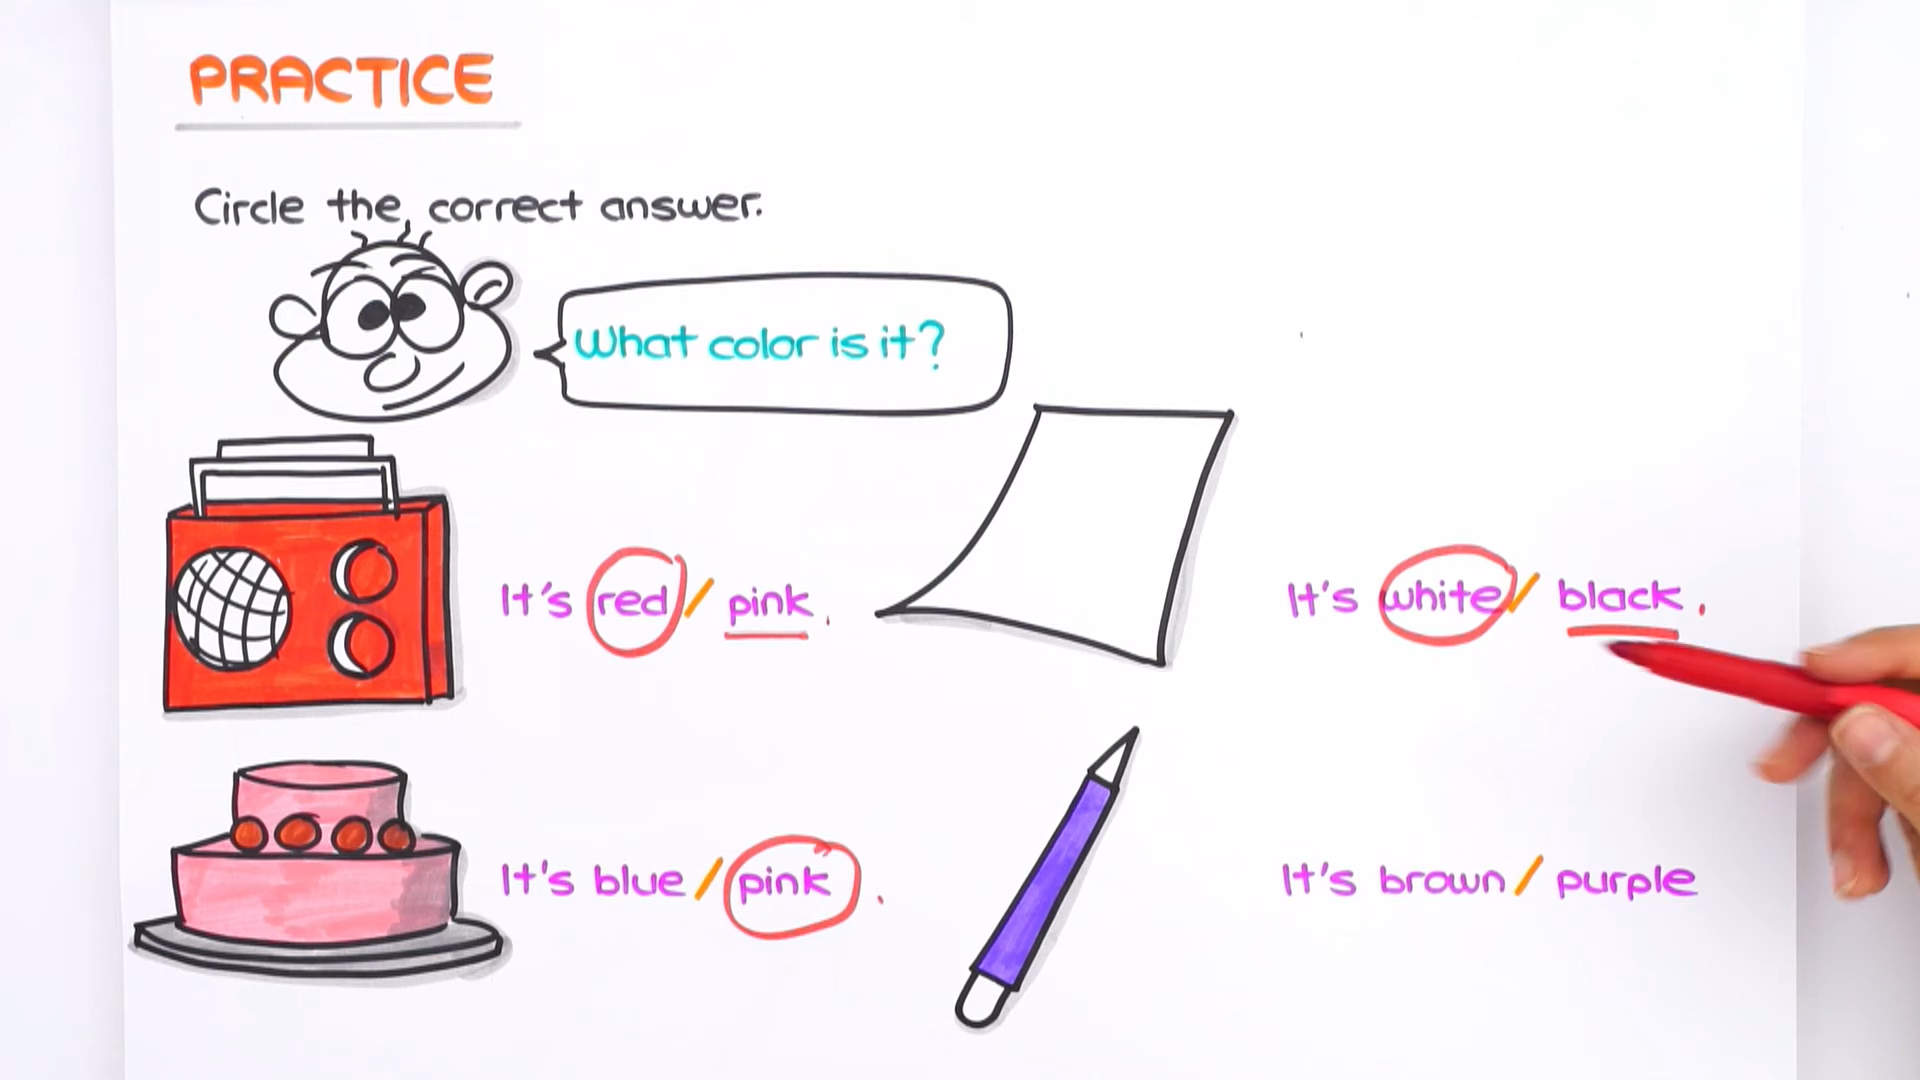 PRACTICE
Circle the correct answer.
What color is it?
It's red / pink.
It's white / black.
It's blue / pink.
It's brown / purple